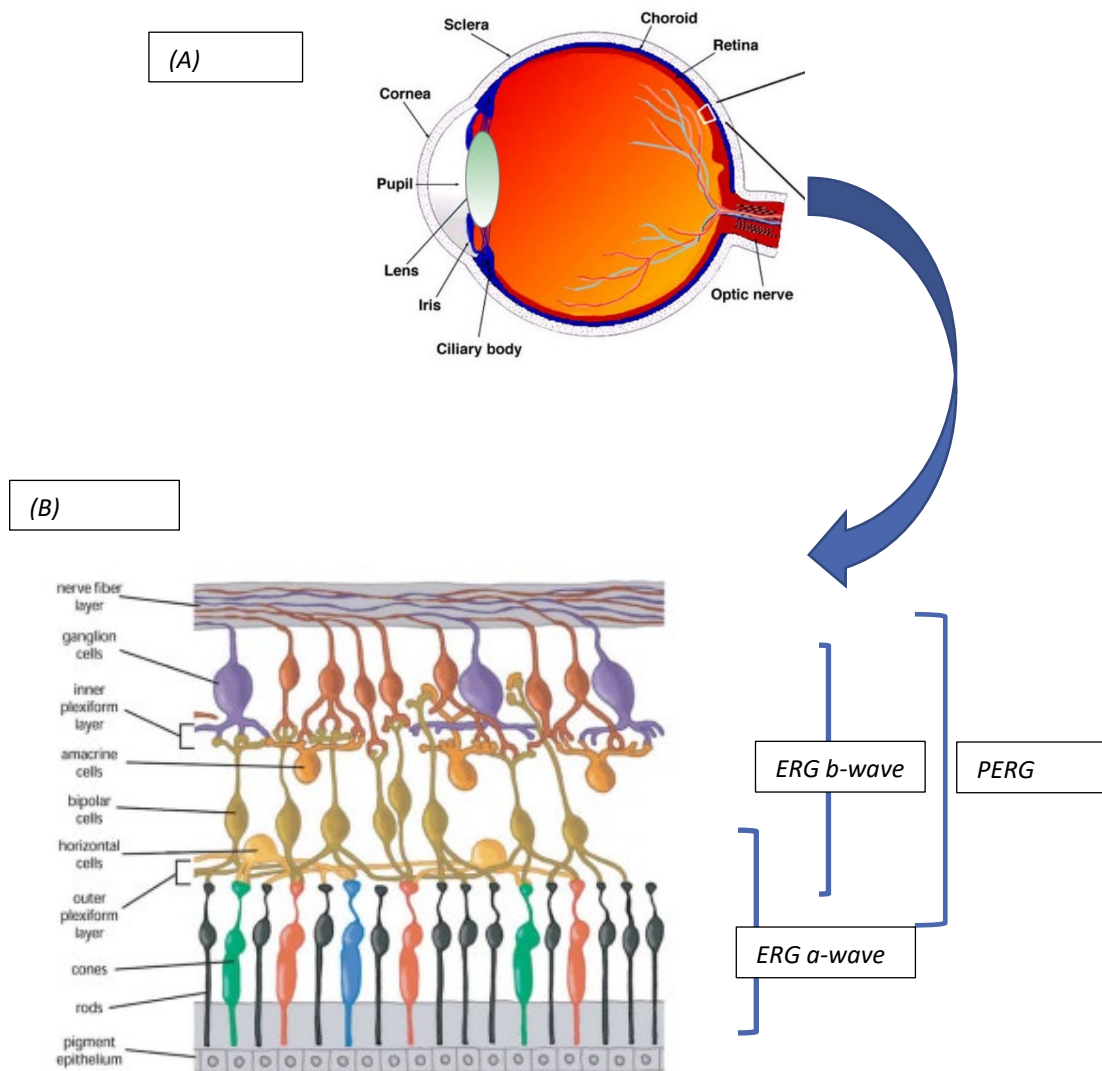 (A)
Sclera
Choroid
Retina
Cornea
Pupil
Lens
Iris
Optic nerve
Ciliary body
(B)
nerve fiber
layer
ganglion
cells
inner
plexiform
layer
amacrine
cells
bipolar
cells
horizontal
cells
outer
plexiform
layer
cones
rods
pigment
epithelium
ERG b-wave
PERG
ERG a-wave